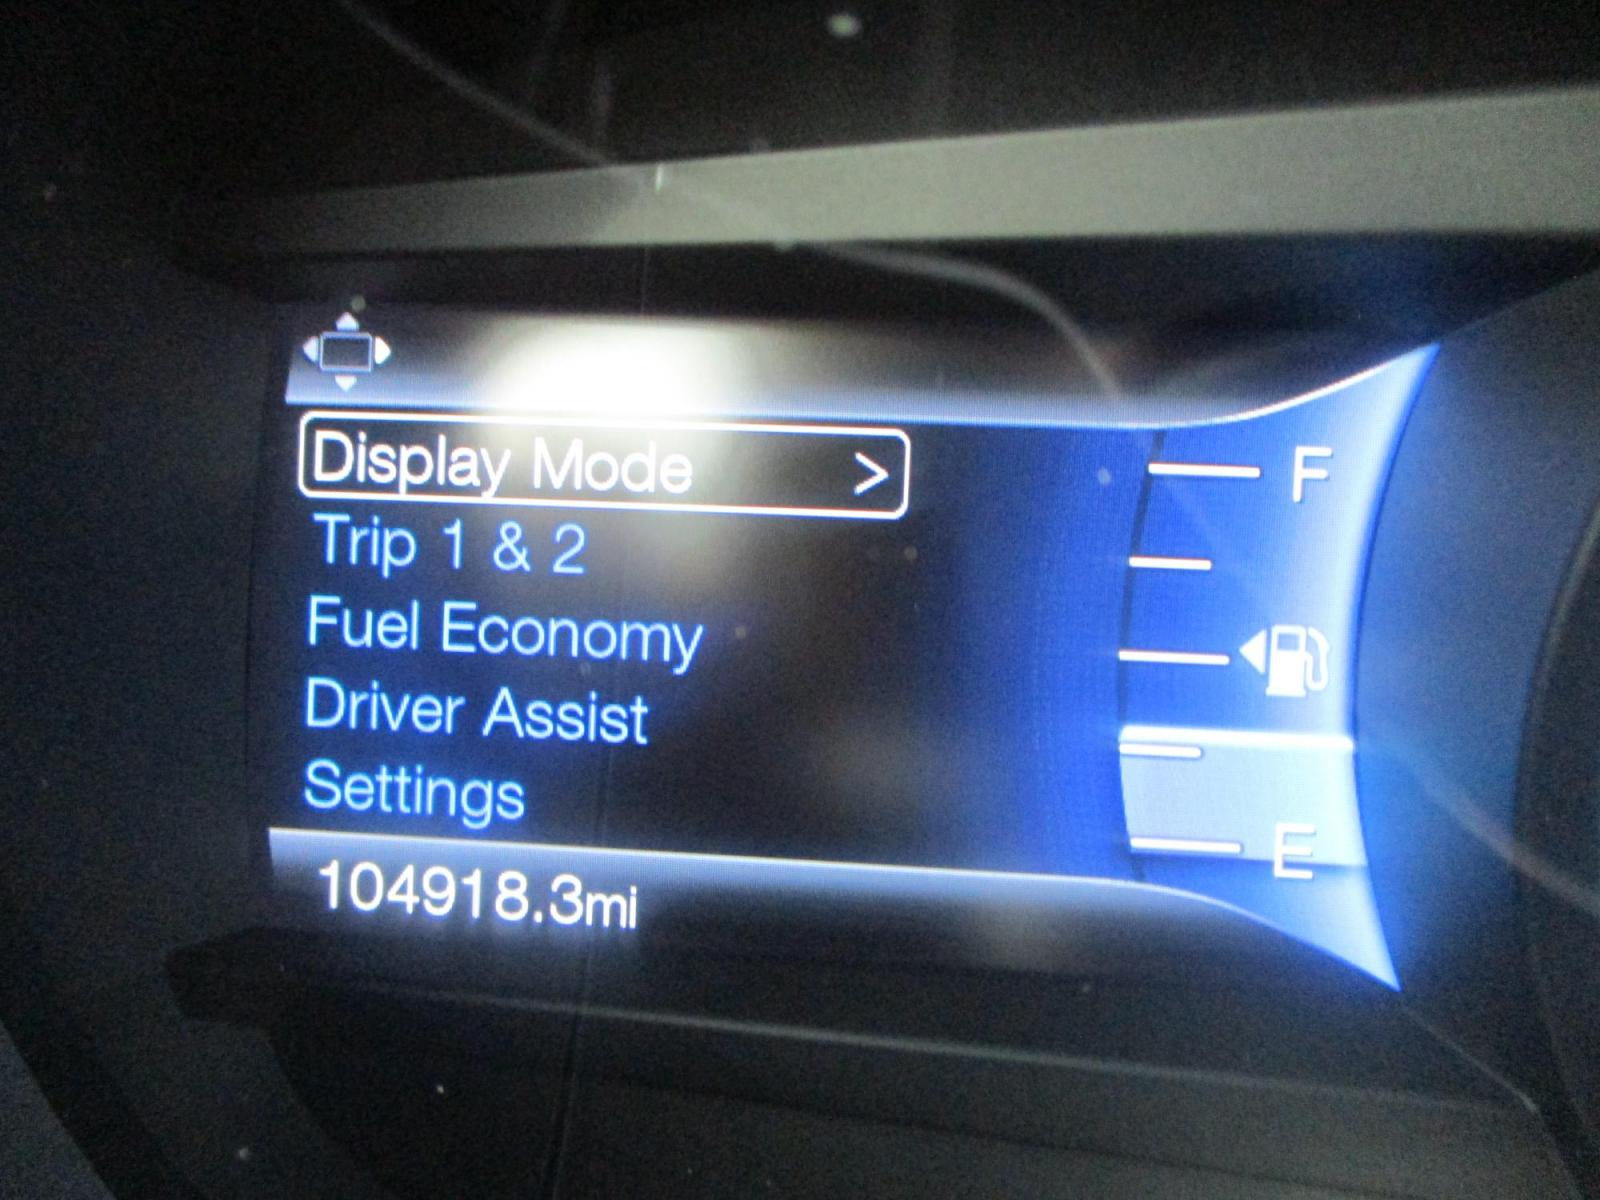 Display Mode >
Trip 1 & 2
Fuel Economy
Driver Assist
Settings
104918.3mi
F
E